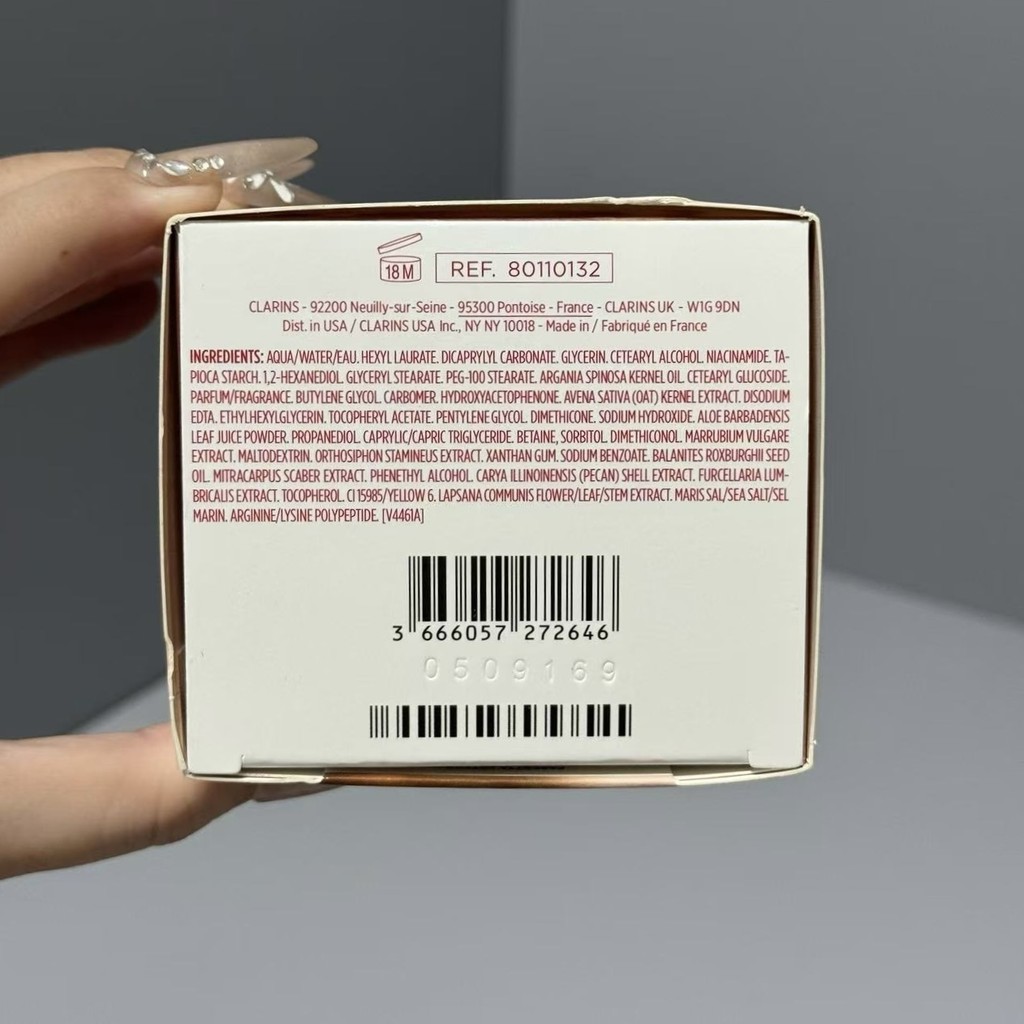 18 M
REF. 80110132
CLARINS - 92200 Neuilly-sur-Seine - 95300 Pontoise - France - CLARINS UK - W1G 9DN
Dist. in USA / CLARINS USA Inc., NY NY 10018 - Made in / Fabriqué en France
INGREDIENTS: AQUA/WATER/EAU. HEXYL LAURATE. DICAPRYLYL CARBONATE. GLYCERIN. CETEARYL ALCOHOL. NIACINAMIDE. TA-
PIOCA STARCH. 1,2-HEXANEDIOL. GLYCERYL STEARATE. PEG-100 STEARATE. ARGANIA SPINOSA KERNEL OIL. CETEARYL GLUCOSIDE.
PARFUM/FRAGRANCE. BUTYLENE GLYCOL. CARBOMER. HYDROXYACETOPHENONE. AVENA SATIVA (OAT) KERNEL EXTRACT. DISODIUM
EDTA. ETHYLHEXYLGLYCERIN. TOCOPHERYL ACETATE. PENTYLENE GLYCOL. DIMETHICONE. SODIUM HYDROXIDE. ALOE BARBADENSIS
LEAF JUICE POWDER. PROPANEDIOL. CAPRYLIC/CAPRIC TRIGLYCERIDE. BETAINE, SORBITOL. DIMETHICONOL. MARRUBIUM VULGARE
EXTRACT. MALTODEXTRIN. ORTHOSIPHON STAMINEUS EXTRACT. XANTHAN GUM. SODIUM BENZOATE. BALANITES ROXBURGHII SEED
OIL. MITRACARPUS SCABER EXTRACT. PHENETHYL ALCOHOL. CARYA ILLINOINENSIS (PECAN) SHELL EXTRACT. FURCELLARIA LUM-
BRICALIS EXTRACT. TOCOPHEROL. CI 15985/YELLOW 6. LAPSANA COMMUNIS FLOWER/LEAF/STEM EXTRACT. MARIS SAL/SEA SALT/SEL
MARIN. ARGININE/LYSINE POLYPEPTIDE. [V4461A]
3 666057 272646
0509169